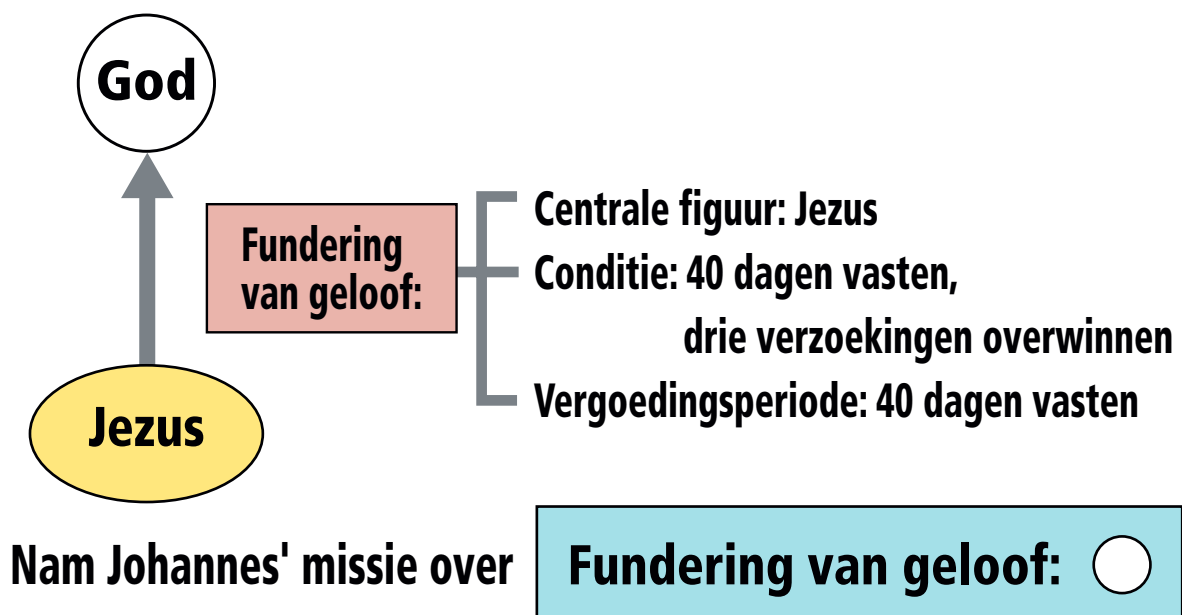 God
Fundering
van geloof:
Centrale figuur: Jezus
Conditie: 40 dagen vasten,
drie verzoekingen overwinnen
Vergoedingsperiode: 40 dagen vasten
Jezus
Nam Johannes' missie over
Fundering van geloof: